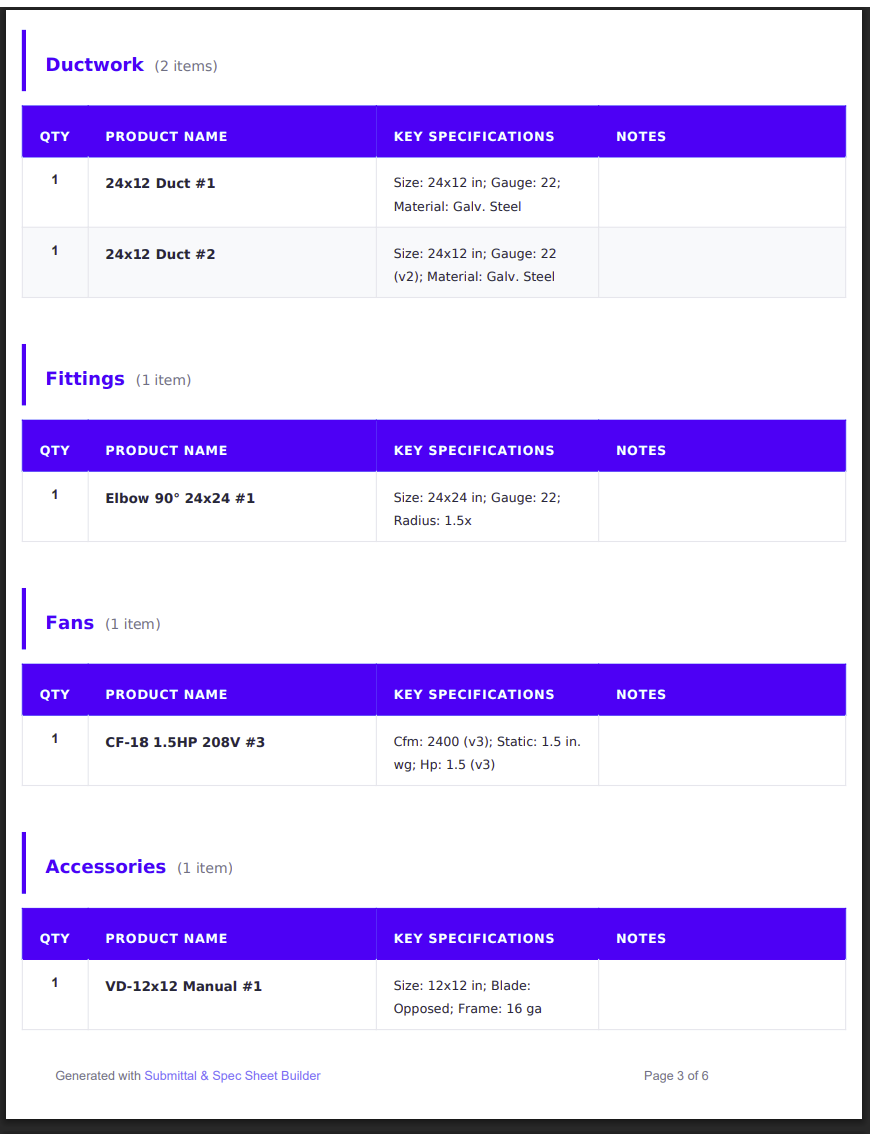 Ductwork (2 items)
QTY PRODUCT NAME KEY SPECIFICATIONS NOTES
1 24x12 Duct #1 Size: 24x12 in; Gauge: 22;
Material: Galv. Steel
1 24x12 Duct #2 Size: 24x12 in; Gauge: 22
(v2); Material: Galv. Steel
Fittings (1 item)
QTY PRODUCT NAME KEY SPECIFICATIONS NOTES
1 Elbow 90° 24x24 #1 Size: 24x24 in; Gauge: 22;
Radius: 1.5x
Fans (1 item)
QTY PRODUCT NAME KEY SPECIFICATIONS NOTES
1 CF-18 1.5HP 208V #3 Cfm: 2400 (v3); Static: 1.5 in.
wg; Hp: 1.5 (v3)
Accessories (1 item)
QTY PRODUCT NAME KEY SPECIFICATIONS NOTES
1 VD-12x12 Manual #1 Size: 12x12 in; Blade:
Opposed; Frame: 16 ga
Generated with Submittal & Spec Sheet Builder Page 3 of 6